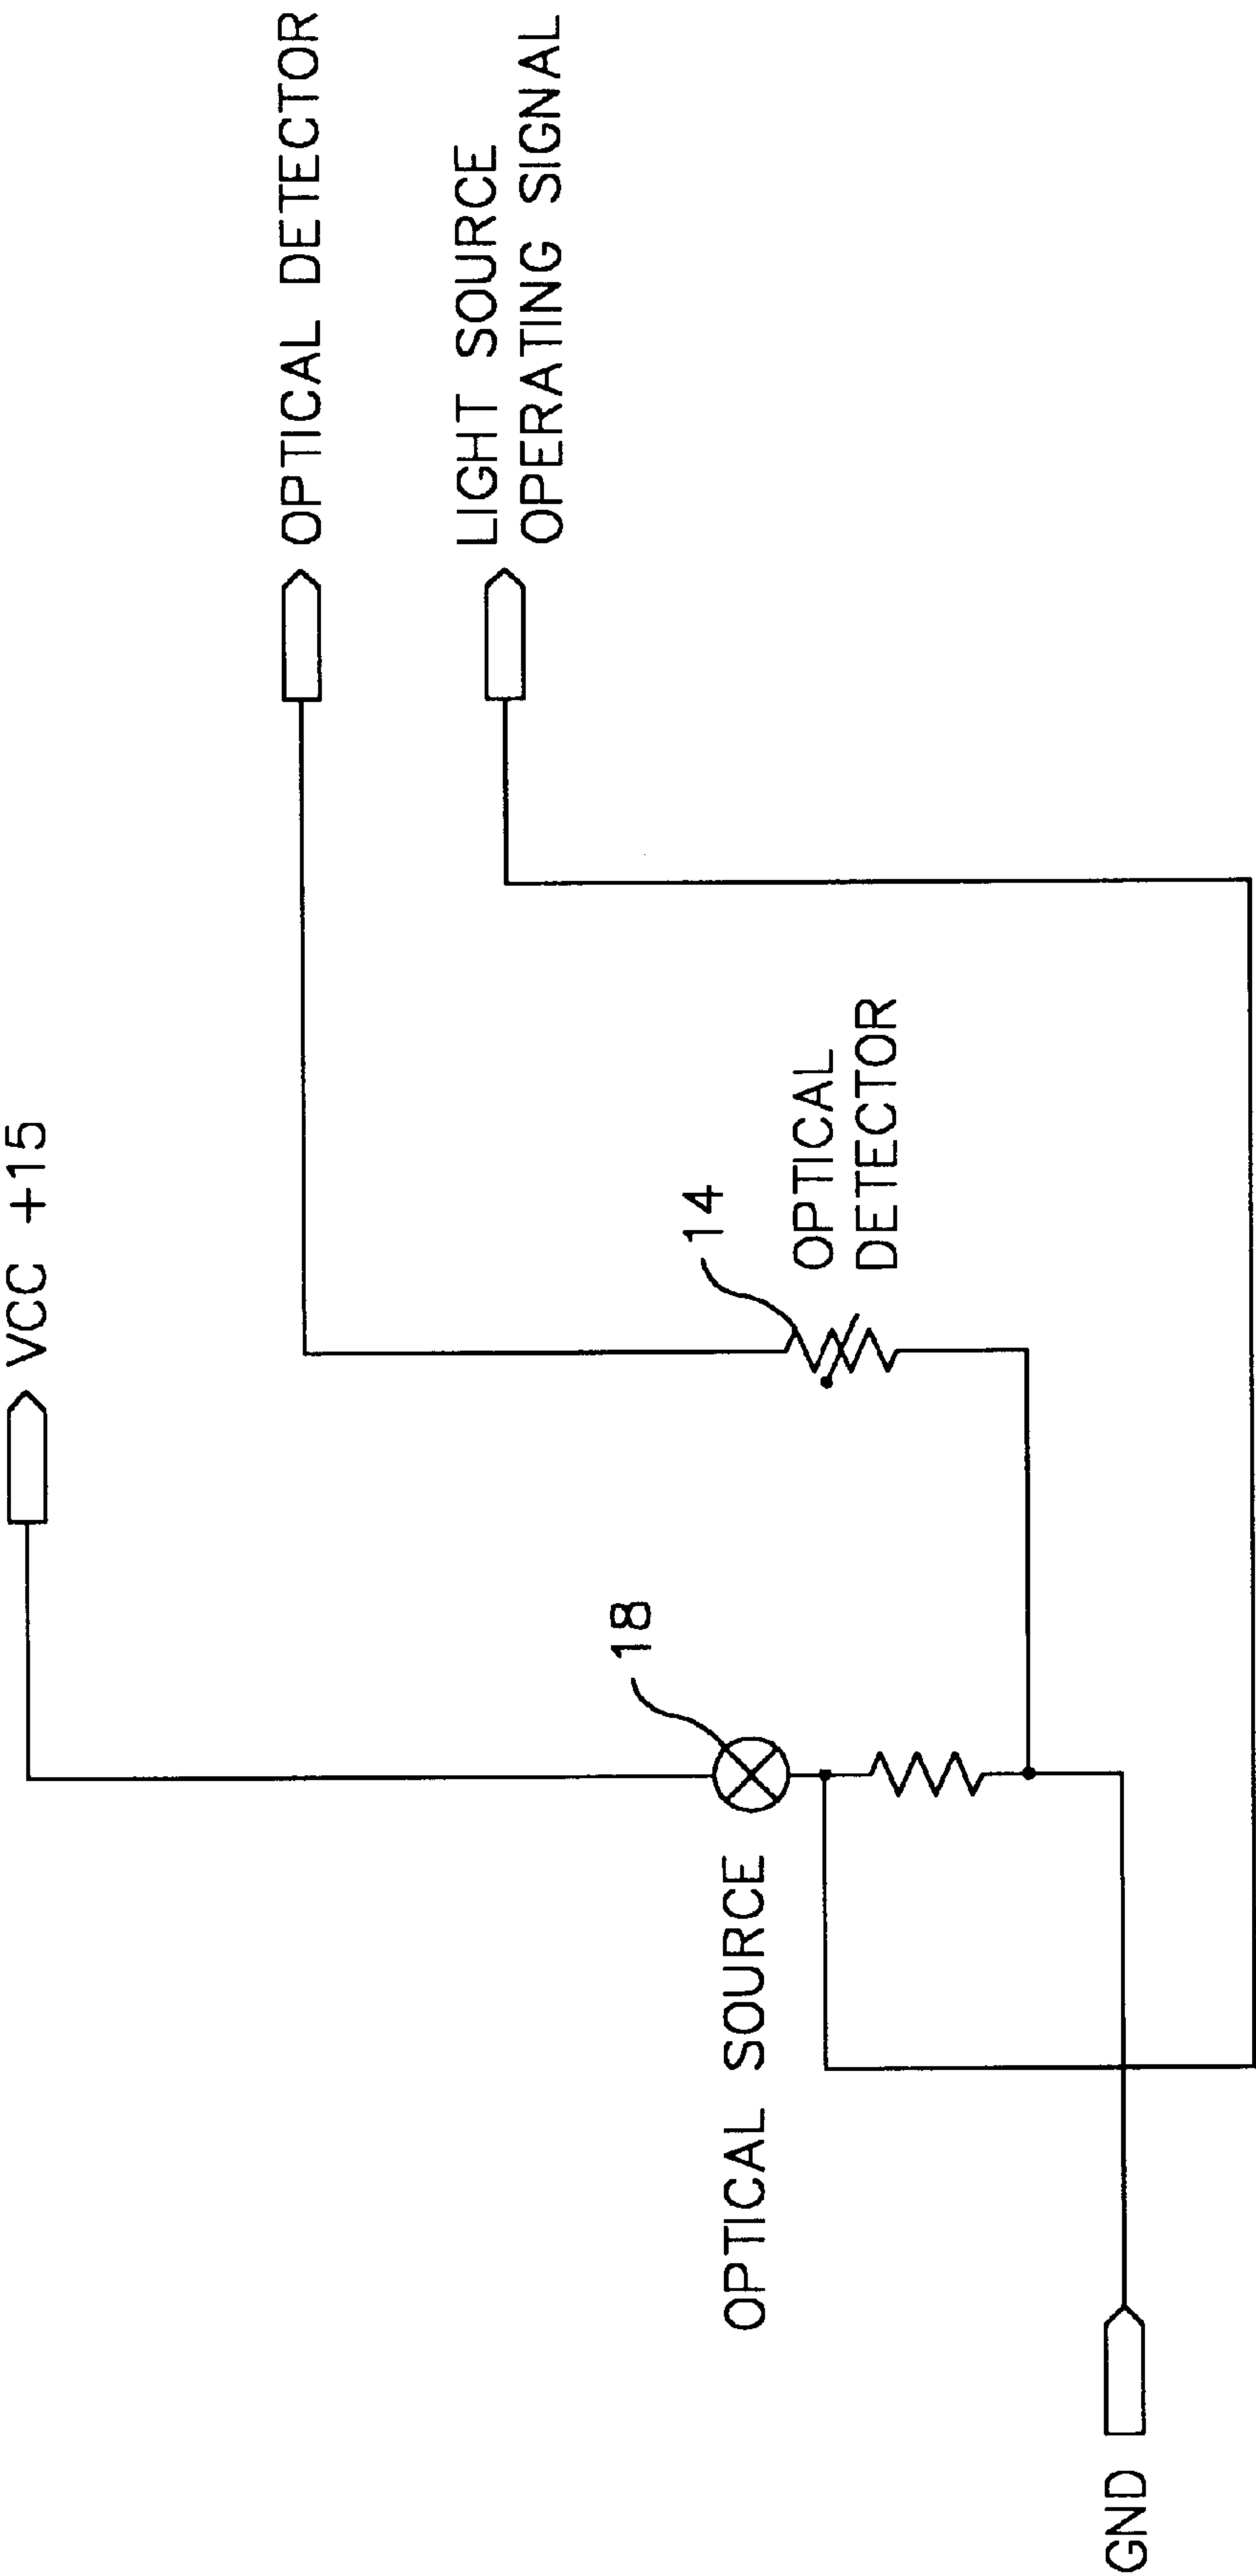 VCC +15
OPTICAL DETECTOR
LIGHT SOURCE
OPERATING SIGNAL
18
14
OPTICAL SOURCE
OPTICAL
DETECTOR
GND